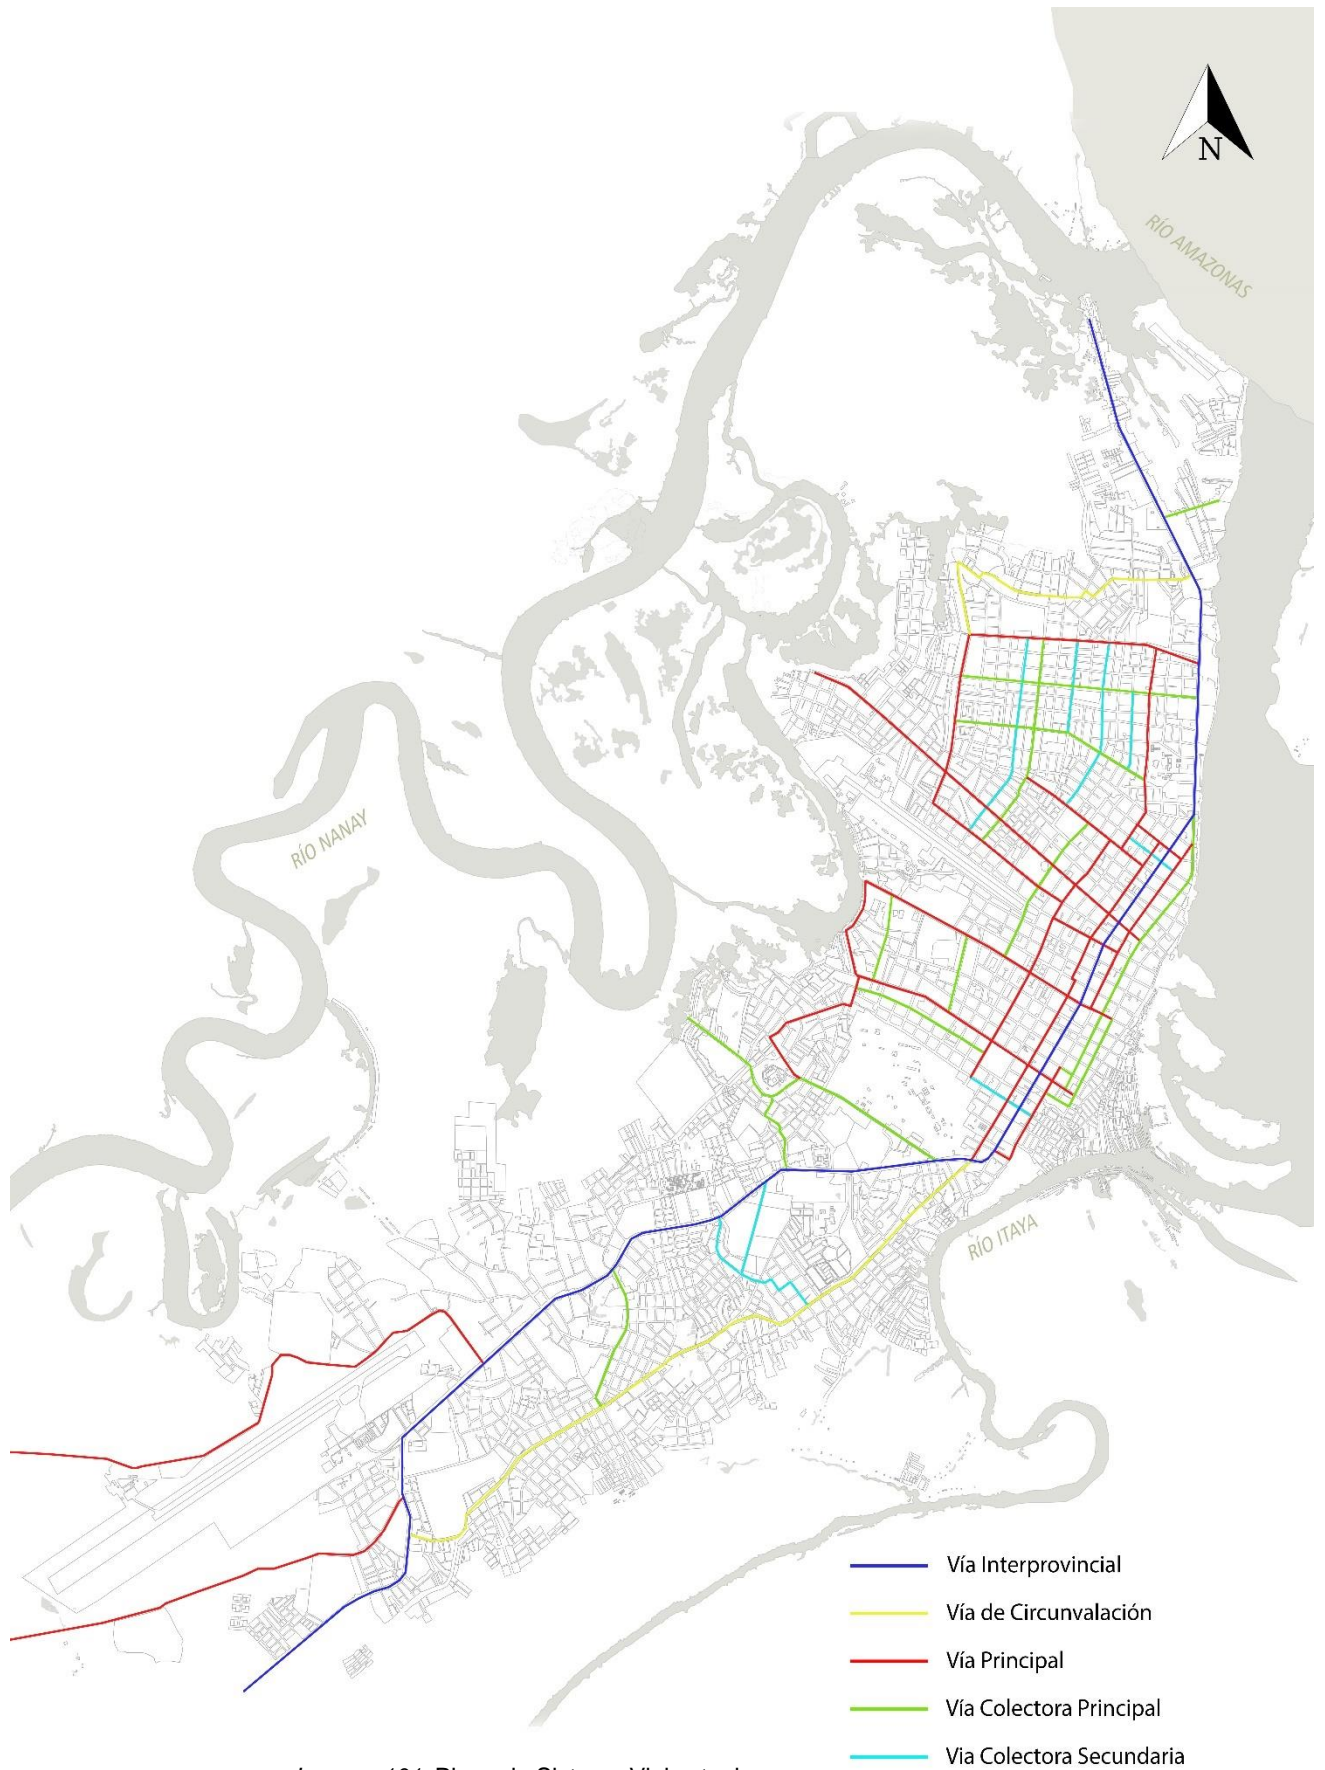 N
RÍO AMAZONAS
RÍO NANAY
RÍO ITAYA
Vía Interprovincial
Vía de Circunvalación
Vía Principal
Vía Colectora Principal
Via Colectora Secundaria